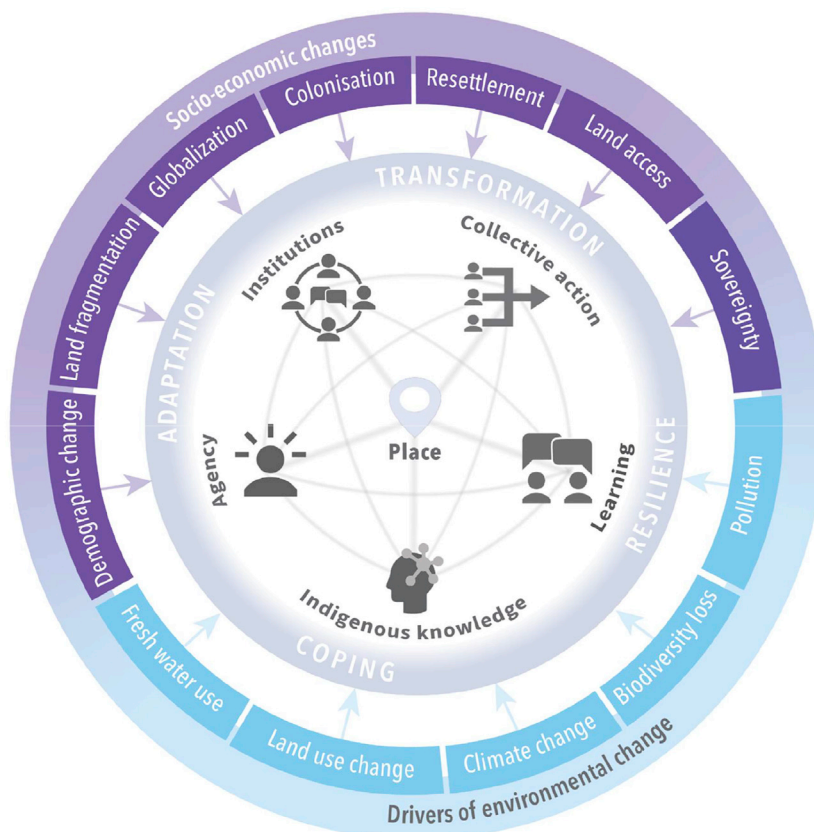 Socio-economic changes
Demographic change
Land fragmentation
Globalization
Colonisation
Resettlement
Land access
Sovereignty
Pollution
Biodiversity loss
Climate change
Land use change
Fresh water use
Drivers of environmental change
TRANSFORMATION
ADAPTATION
RESILIENCE
COPING
Institutions
Collective action
Agency
Place
Learning
Indigenous knowledge